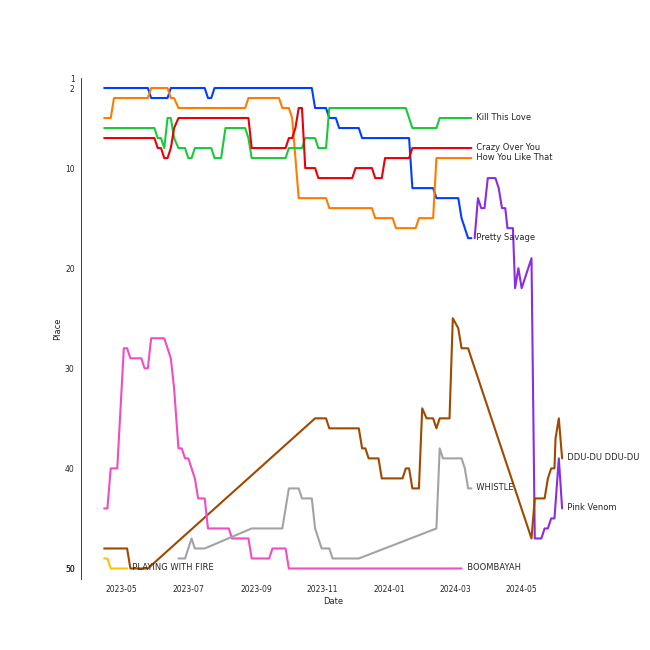 1
2
10
20
30
40
50
Place
Kill This Love
Crazy Over You
How You Like That
Pretty Savage
DDU-DU DDU-DU
WHISTLE
Pink Venom
PLAYING WITH FIRE
BOOMBAYAH
2023-05
2023-07
2023-09
2023-11
2024-01
2024-03
2024-05
Date